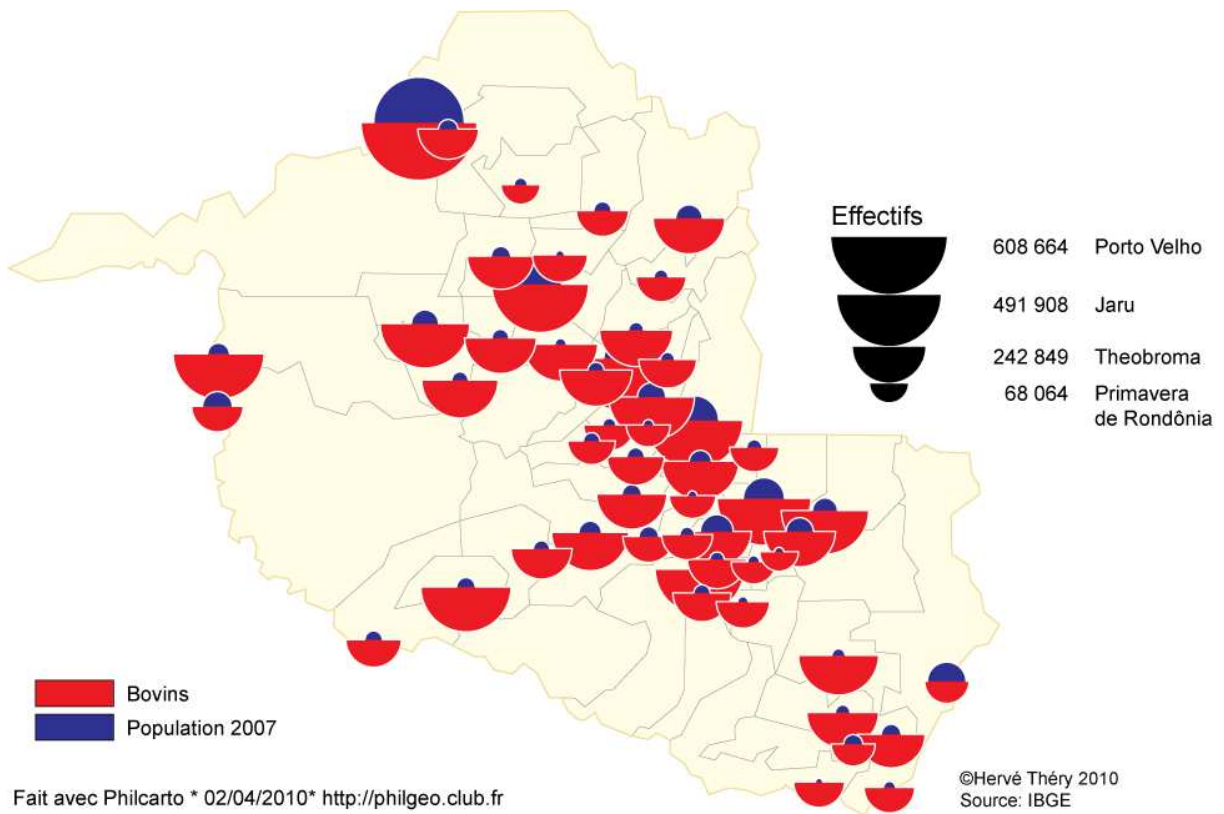 Effectifs
608 664 Porto Velho
491 908 Jaru
242 849 Theobroma
68 064 Primavera
de Rondônia
Bovins
Population 2007
Fait avec Philcarto * 02/04/2010* http://philgeo.club.fr
©Hervé Théry 2010
Source: IBGE